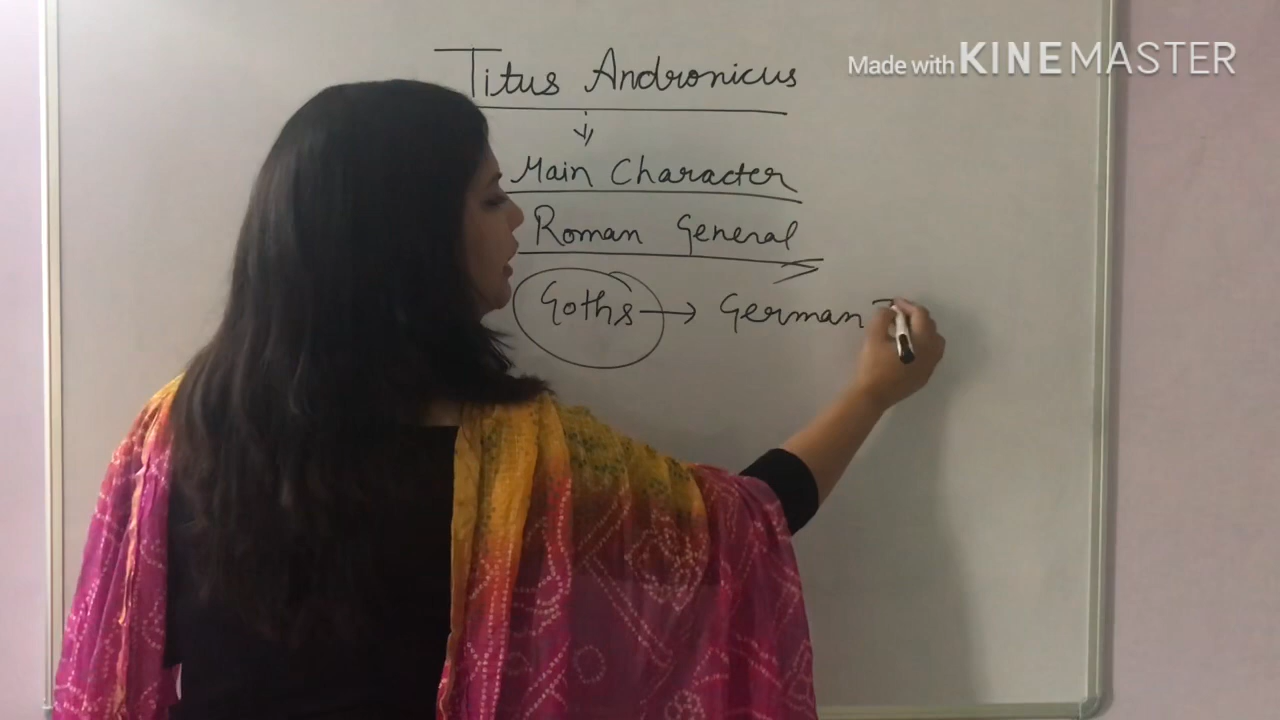 Titus Andronicus
Made with KINEMASTER
Main Character
Roman General
Goths → German